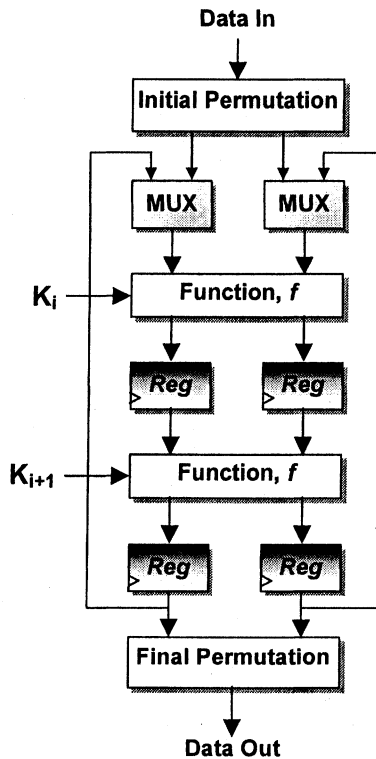 Data In
Initial Permutation
MUX MUX
Kᵢ Function, f
Reg Reg
Kᵢ₊₁ Function, f
Reg Reg
Final Permutation
Data Out